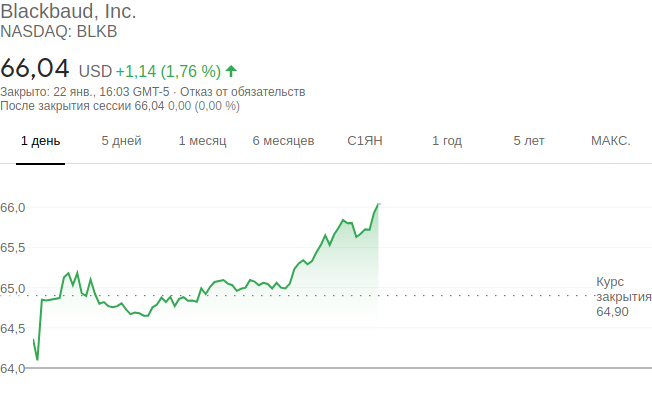 Blackbaud, Inc.
NASDAQ: BLKB
66,04 USD +1,14 (1,76 %)
Закрыто: 22 янв., 16:03 GMT-5 · Отказ от обязательств
После закрытия сессии 66,04 0,00 (0,00 %)
1 день 5 дней 1 месяц 6 месяцев С1ЯН 1 год 5 лет МАКС.
66,0
65,5
65,0
64,5
64,0
Курс
закрытия
64,90